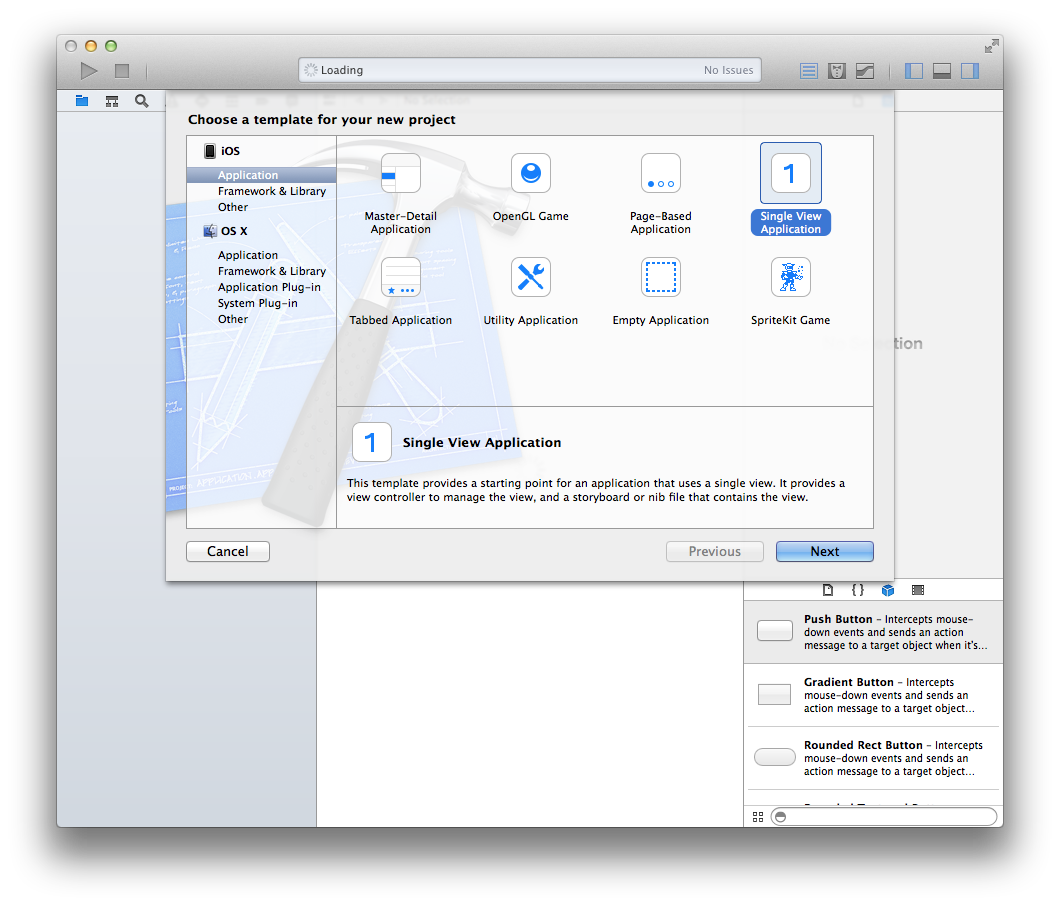 Loading
No Issues
No Selection
Choose a template for your new project
iOS
Application
Framework & Library
Other
OS X
Application
Framework & Library
Application Plug-in
System Plug-in
Other
Master-Detail
Application
OpenGL Game
Page-Based
Application
1
Single View
Application
Tabbed Application
Utility Application
Empty Application
SpriteKit Game
1
Single View Application
This template provides a starting point for an application that uses a single view. It provides a
view controller to manage the view, and a storyboard or nib file that contains the view.
Cancel
Previous
Next
{ }
Push Button – Intercepts mouse-
down events and sends an action
message to a target object when it's...
Gradient Button – Intercepts
mouse-down events and sends an
action message to a target object...
Rounded Rect Button – Intercepts
mouse-down events and sends an
action message to a target object...